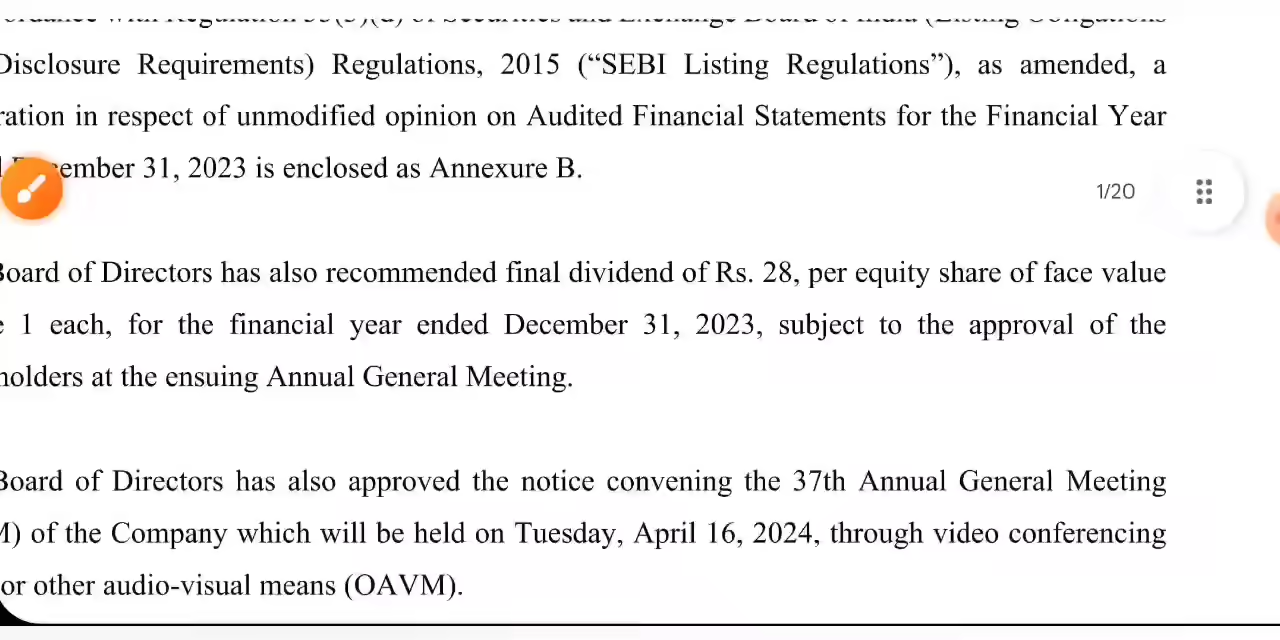 Disclosure Requirements) Regulations, 2015 (“SEBI Listing Regulations”), as amended, a
ration in respect of unmodified opinion on Audited Financial Statements for the Financial Year
ember 31, 2023 is enclosed as Annexure B.
1/20
Board of Directors has also recommended final dividend of Rs. 28, per equity share of face value
e 1 each, for the financial year ended December 31, 2023, subject to the approval of the
holders at the ensuing Annual General Meeting.
Board of Directors has also approved the notice convening the 37th Annual General Meeting
M) of the Company which will be held on Tuesday, April 16, 2024, through video conferencing
or other audio-visual means (OAVM).